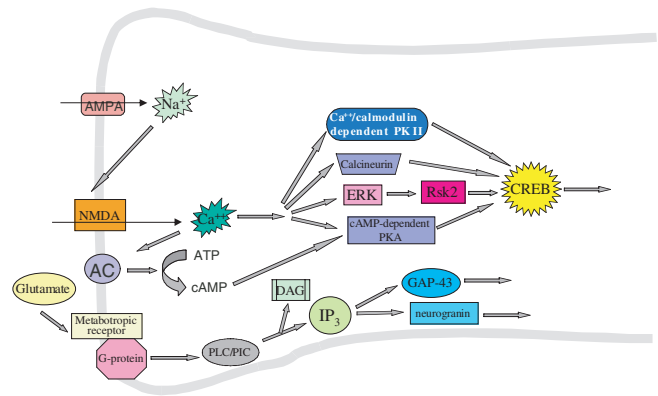 AMPA
Na+
Ca++/calmodulin
dependent PK II
Calcineurin
ERK
Rsk2
CREB
NMDA
Ca++
cAMP-dependent
PKA
AC
ATP
cAMP
Glutamate
DAG
GAP-43
IP3
neurogranin
Metabotropic
receptor
G-protein
PLC/PIC